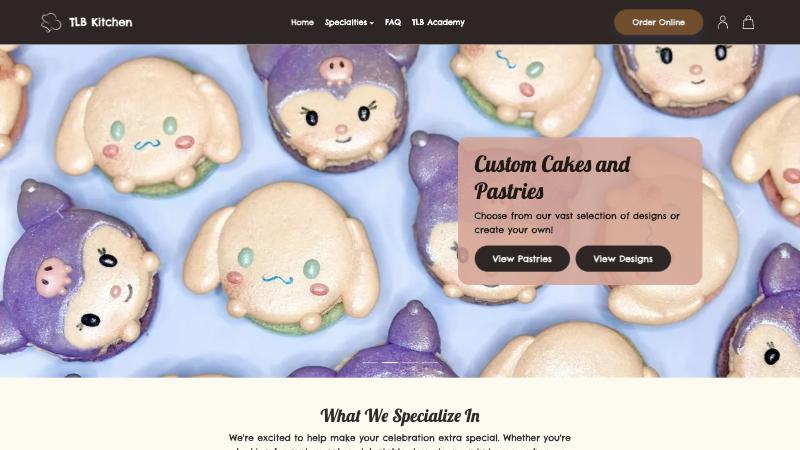 TLB Kitchen
Home
Specialties
FAQ
TLB Academy
Order Online
Custom Cakes and
Pastries
Choose from our vast selection of designs or
create your own!
View Pastries
View Designs
What We Specialize In
We're excited to help make your celebration extra special. Whether you're